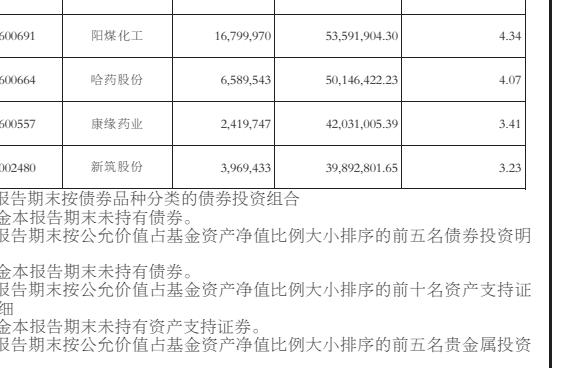 600691 阳煤化工 16,799,970 53,591,904.30 4.34
600664 哈药股份 6,589,543 50,146,422.23 4.07
600557 康缘药业 2,419,747 42,031,005.39 3.41
002480 新筑股份 3,969,433 39,892,801.65 3.23
报告期末按债券品种分类的债券投资组合
金本报告期末未持有债券。
报告期末按公允价值占基金资产净值比例大小排序的前五名债券投资明
金本报告期末未持有债券。
报告期末按公允价值占基金资产净值比例大小排序的前十名资产支持证
细
金本报告期末未持有资产支持证券。
报告期末按公允价值占基金资产净值比例大小排序的前五名贵金属投资